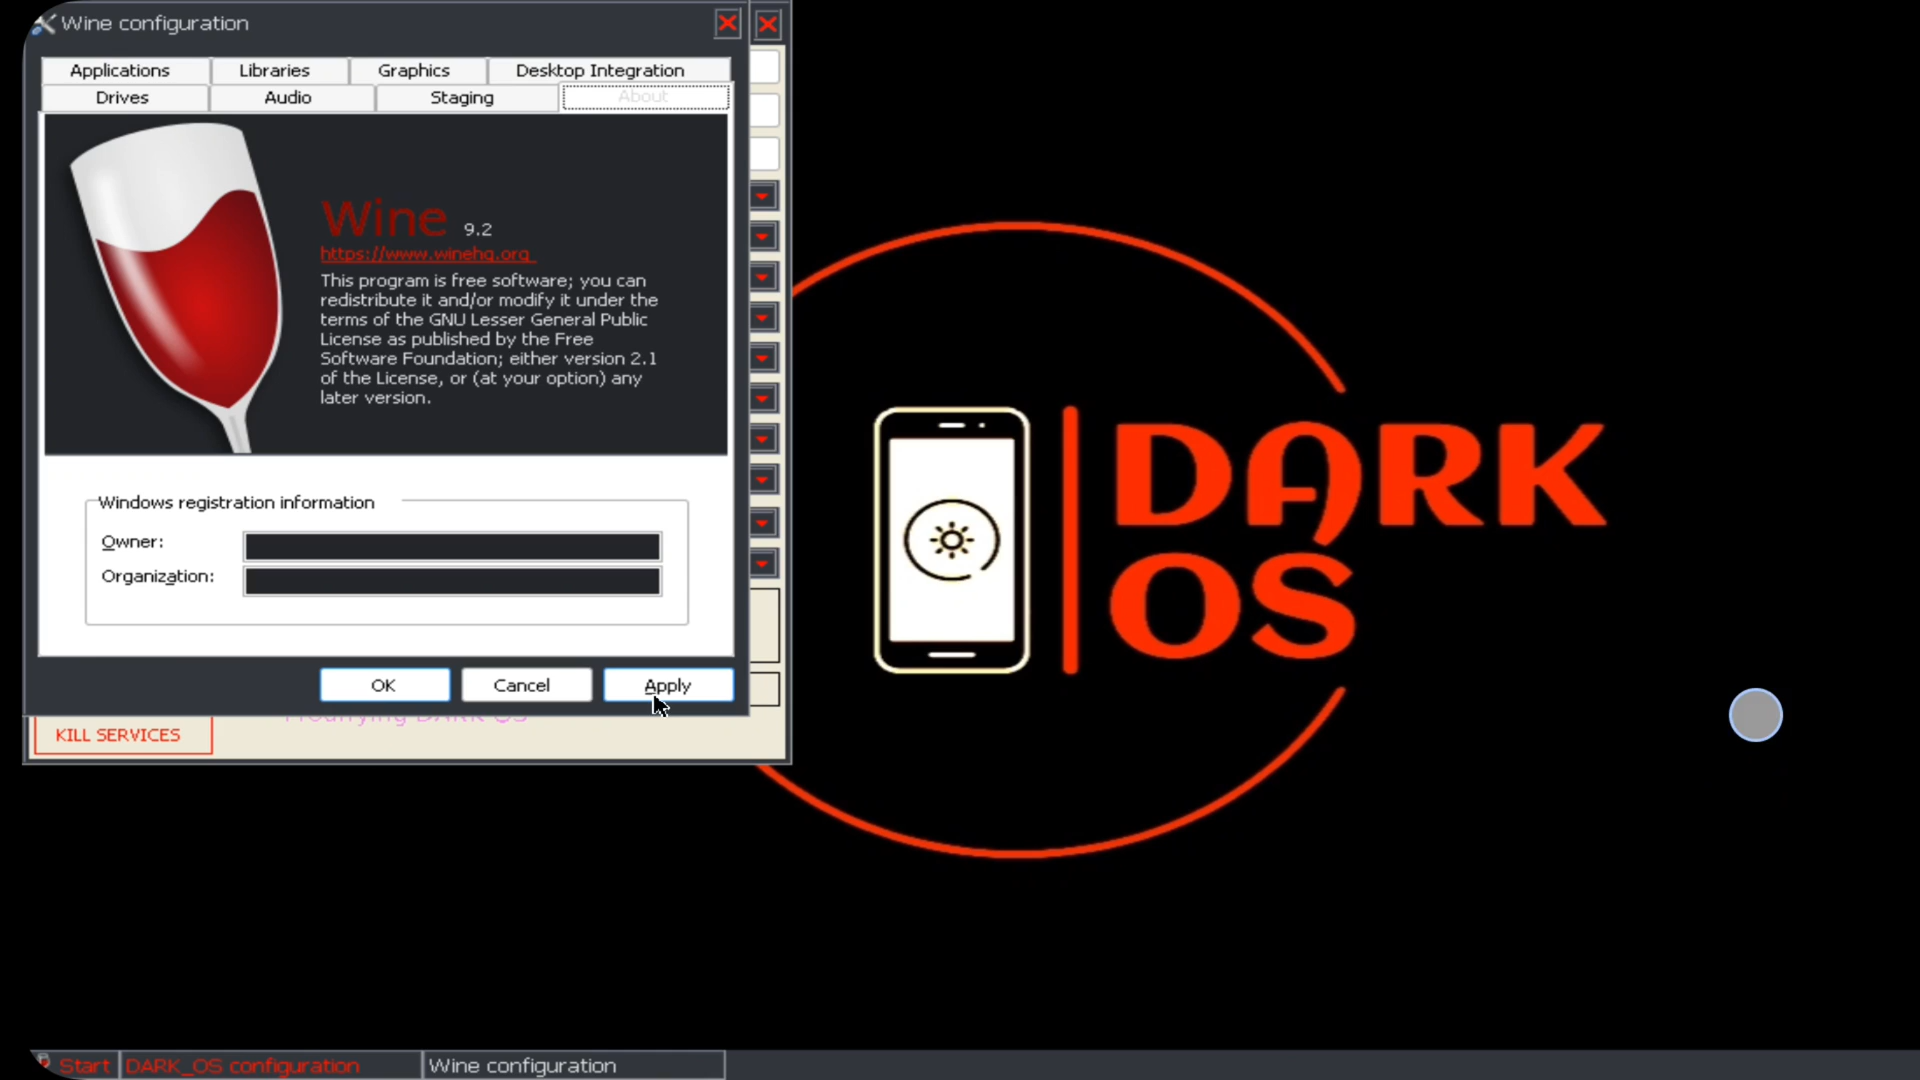 Wine configuration
Applications
Libraries
Graphics
Desktop Integration
Drives
Audio
Staging
About
Wine 9.2
https://www.winehq.org
This program is free software; you can
redistribute it and/or modify it under the
terms of the GNU Lesser General Public
License as published by the Free
Software Foundation; either version 2.1
of the License, or (at your option) any
later version.
Windows registration information
Owner:
Organization:
OK
Cancel
Apply
Modifying DARK OS
KILL SERVICES
DARK
OS
Start
DARK_OS configuration
Wine configuration